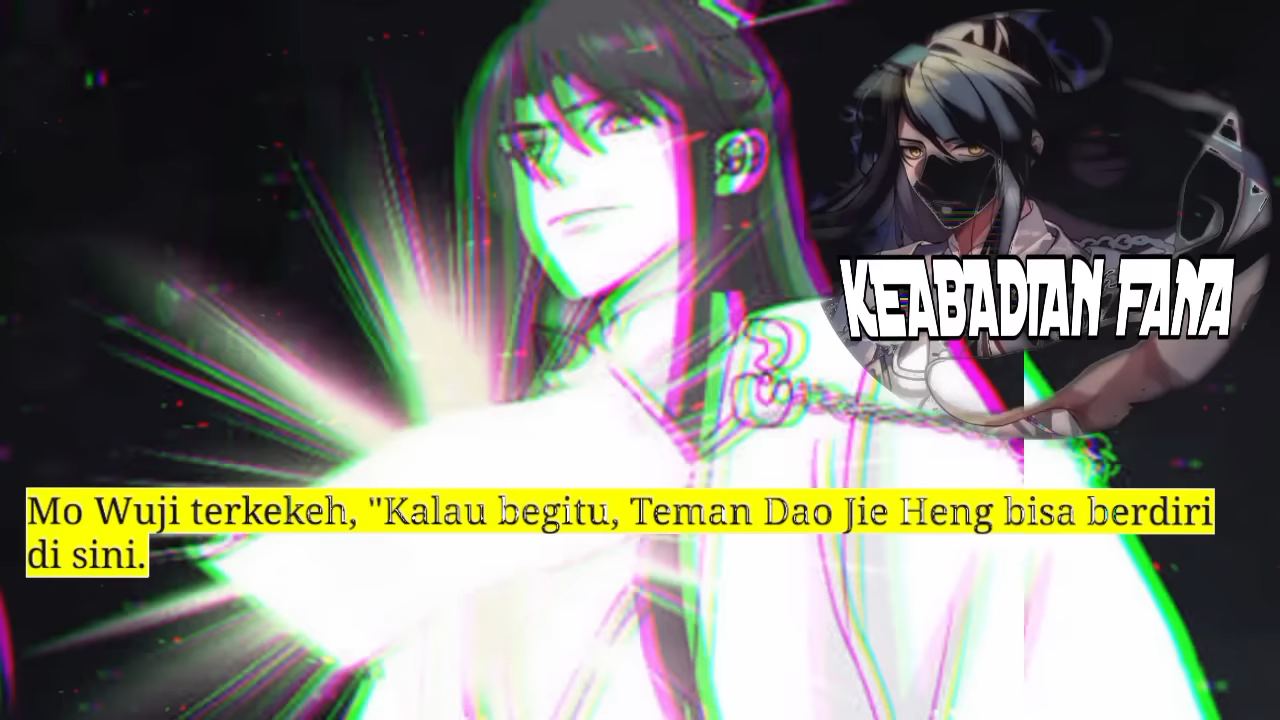 KEABADIAN FANA
Mo Wuji terkekeh, "Kalau begitu, Teman Dao Jie Heng bisa berdiri
di sini.